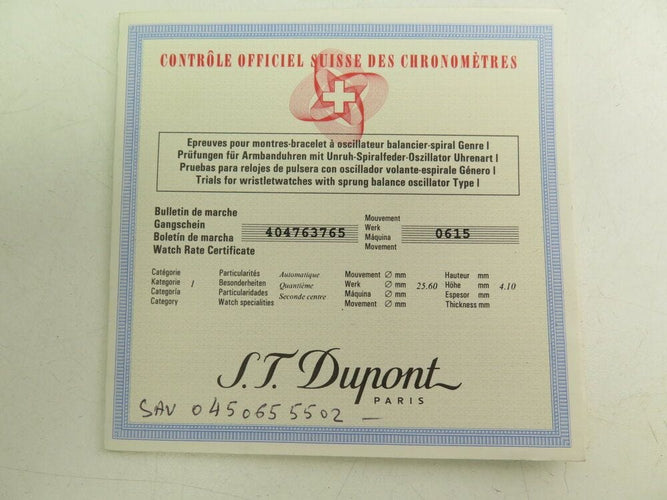 CONTRÔLE OFFICIEL SUISSE DES CHRONOMÈTRES
Epreuves pour montres-bracelet à oscillateur balancier-spiral Genre I
Prüfungen für Armbanduhren mit Unruh-Spiralfeder-Oszillator Uhrenart I
Pruebas para relojes de pulsera con oscillador volante-espirale Género I
Trials for wristletwatches with sprung balance oscillator Type I
Bulletin de marche
Gangschein
Boletín de marcha
Watch Rate Certificate
404763765
Mouvement
Werk
Máquina
Movement
0615
Catégorie
Kategorie 1
Categoría
Category
Particularités Automatique
Besonderheiten Quantième
Particularidades Seconde centre
Watch specialities
Mouvement Ø mm
Werk Ø mm 25.60
Máquina Ø mm
Movement Ø mm
Hauteur mm
Höhe mm 4.10
Espesor mm
Thickness mm
S.T. Dupont
PARIS
SAV 0450655502 –